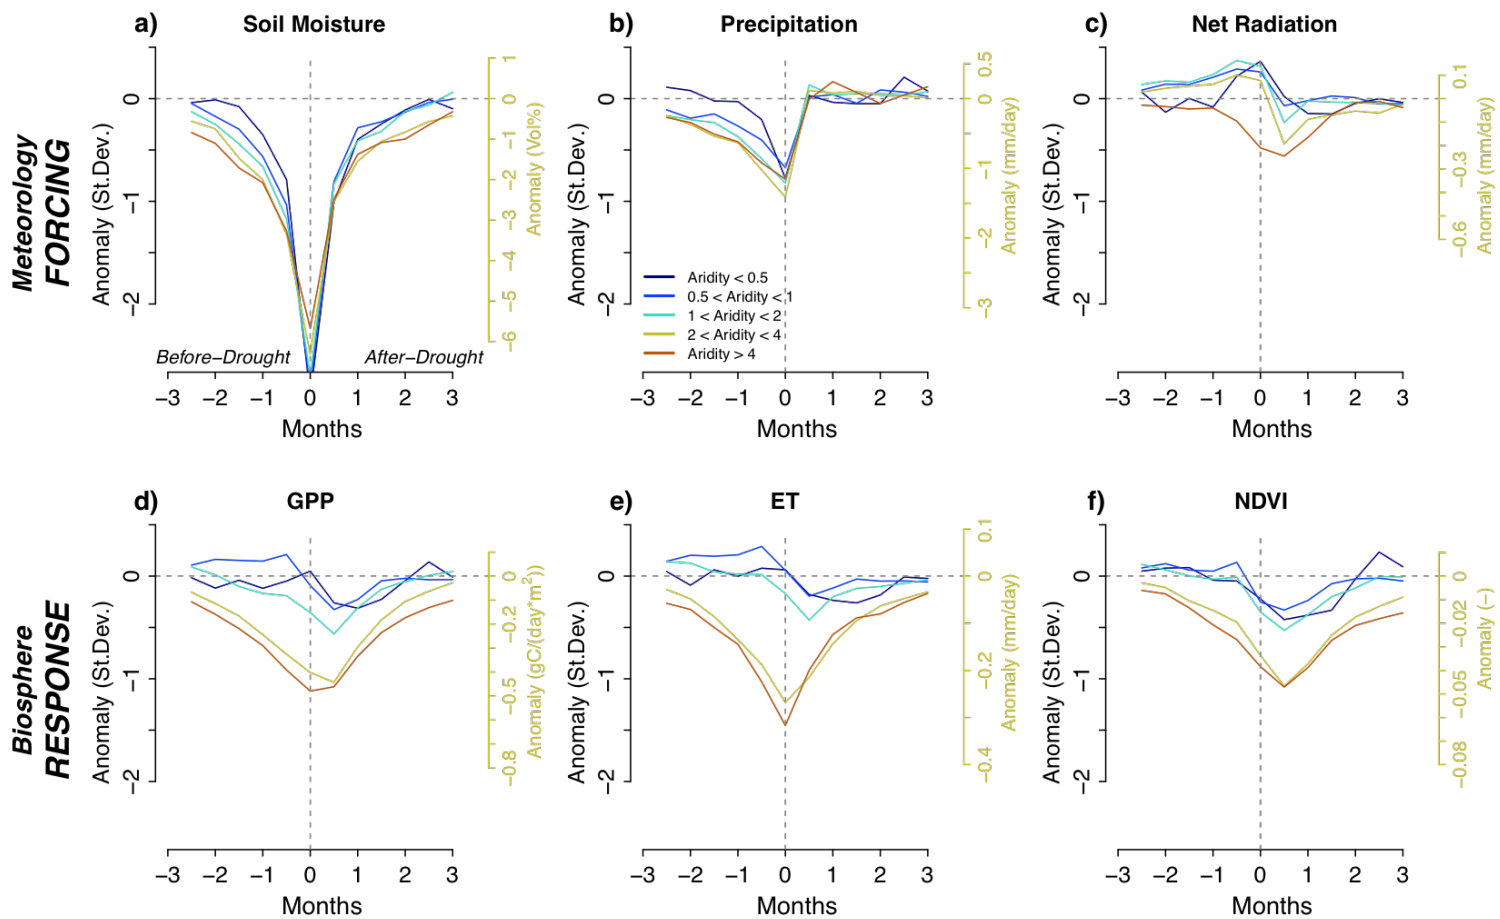 a) Soil Moisture
b) Precipitation
c) Net Radiation
Meteorology
FORCING
Anomaly (St.Dev.)
0
−1
−2
1
0
−1
−2
−3
−4
−5
−6
Anomaly (Vol%)
Before−Drought
After−Drought
−3 −2 −1 0 1 2 3
Months
Anomaly (St.Dev.)
0
−1
−2
0.5
0
−1
−2
−3
Anomaly (mm/day)
Aridity < 0.5
0.5 < Aridity < 1
1 < Aridity < 2
2 < Aridity < 4
Aridity > 4
−3 −2 −1 0 1 2 3
Months
Anomaly (St.Dev.)
0
−1
−2
0.1
−0.3
−0.6
Anomaly (mm/day)
−3 −2 −1 0 1 2 3
Months
d) GPP
e) ET
f) NDVI
Biosphere
RESPONSE
Anomaly (St.Dev.)
0
−1
−2
0
−0.2
−0.5
−0.8
Anomaly (gC/(day*m²))
−3 −2 −1 0 1 2 3
Months
Anomaly (St.Dev.)
0
−1
−2
0.1
0
−0.2
−0.4
Anomaly (mm/day)
−3 −2 −1 0 1 2 3
Months
Anomaly (St.Dev.)
0
−1
−2
0
−0.02
−0.05
−0.08
Anomaly (−)
−3 −2 −1 0 1 2 3
Months